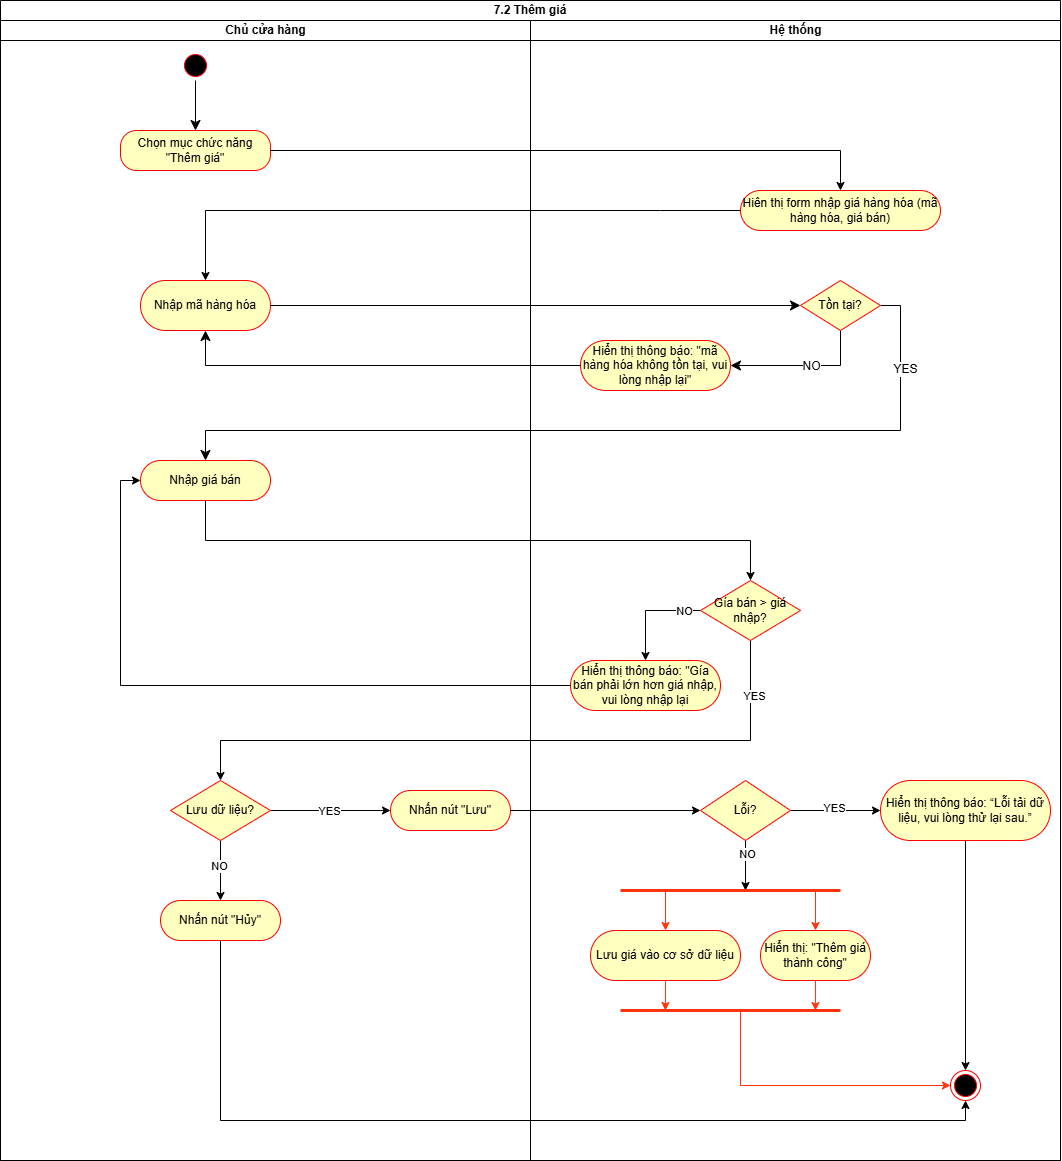 7.2 Thêm giá
Chủ cửa hàng
Hệ thống
Chọn mục chức năng
"Thêm giá"
Hiên thị form nhập giá hàng hóa (mã
hàng hóa, giá bán)
Nhập mã hàng hóa
Tồn tại?
Hiển thị thông báo: "mã
hàng hóa không tồn tại, vui
lòng nhập lại"
NO
YES
Nhập giá bán
Gía bán > giá
nhập?
NO
Hiển thị thông báo: "Gía
bán phải lớn hơn giá nhập,
vui lòng nhập lại
YES
Lưu dữ liệu?
YES
Nhấn nút "Lưu"
Lỗi?
YES
Hiển thị thông báo: “Lỗi tải dữ
liệu, vui lòng thử lại sau.”
NO
NO
Nhấn nút "Hủy"
Lưu giá vào cơ sở dữ liệu
Hiển thị: "Thêm giá
thành công"